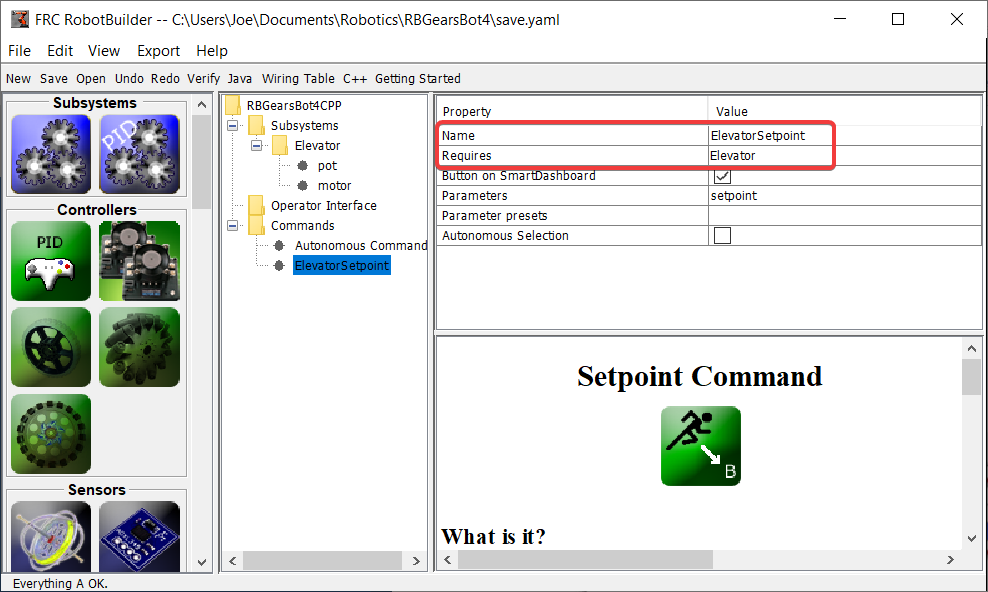 FRC RobotBuilder -- C:\Users\Joe\Documents\Robotics\RBGearsBot4\save.yaml
File Edit View Export Help
New Save Open Undo Redo Verify Java Wiring Table C++ Getting Started
Subsystems
PID
Controllers
PID
Sensors
RBGearsBot4CPP
Subsystems
Elevator
pot
motor
Operator Interface
Commands
Autonomous Command
ElevatorSetpoint
Property Value
Name ElevatorSetpoint
Requires Elevator
Button on SmartDashboard
Parameters setpoint
Parameter presets
Autonomous Selection
Setpoint Command
B
What is it?
Everything A OK.